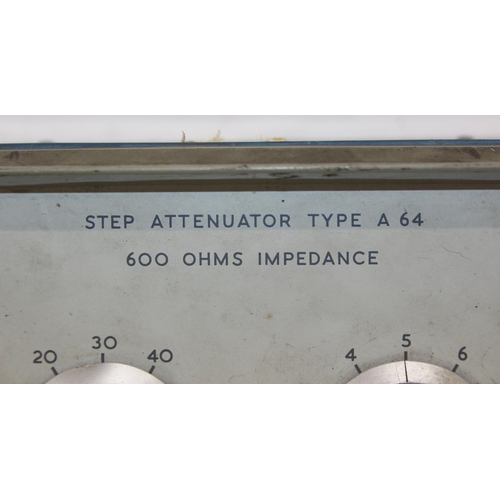 STEP ATTENUATOR TYPE A 64
600 OHMS IMPEDANCE
20 30 40 4 5 6